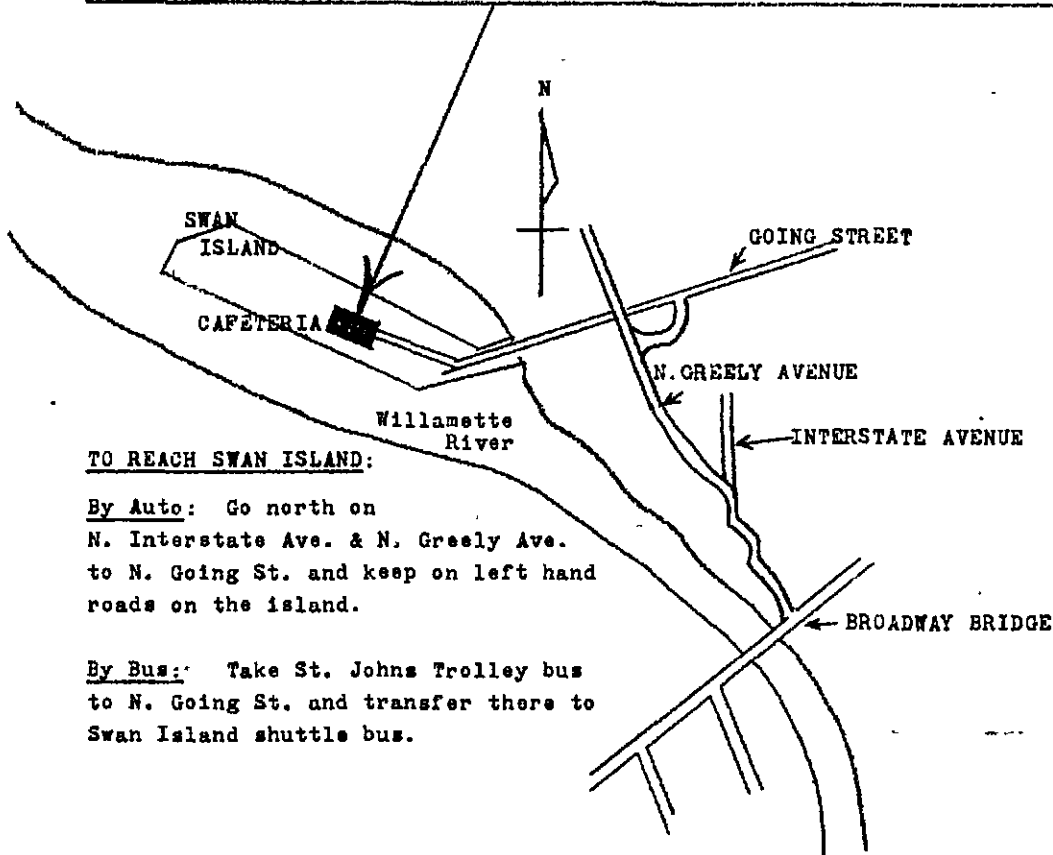 N
SWAN
ISLAND
GOING STREET
CAFETERIA
N. GREELY AVENUE
Willamette
River
INTERSTATE AVENUE
TO REACH SWAN ISLAND:
By Auto: Go north on
N. Interstate Ave. & N. Greely Ave.
to N. Going St. and keep on left hand
roads on the island.
BROADWAY BRIDGE
By Bus: Take St. Johns Trolley bus
to N. Going St. and transfer there to
Swan Island shuttle bus.